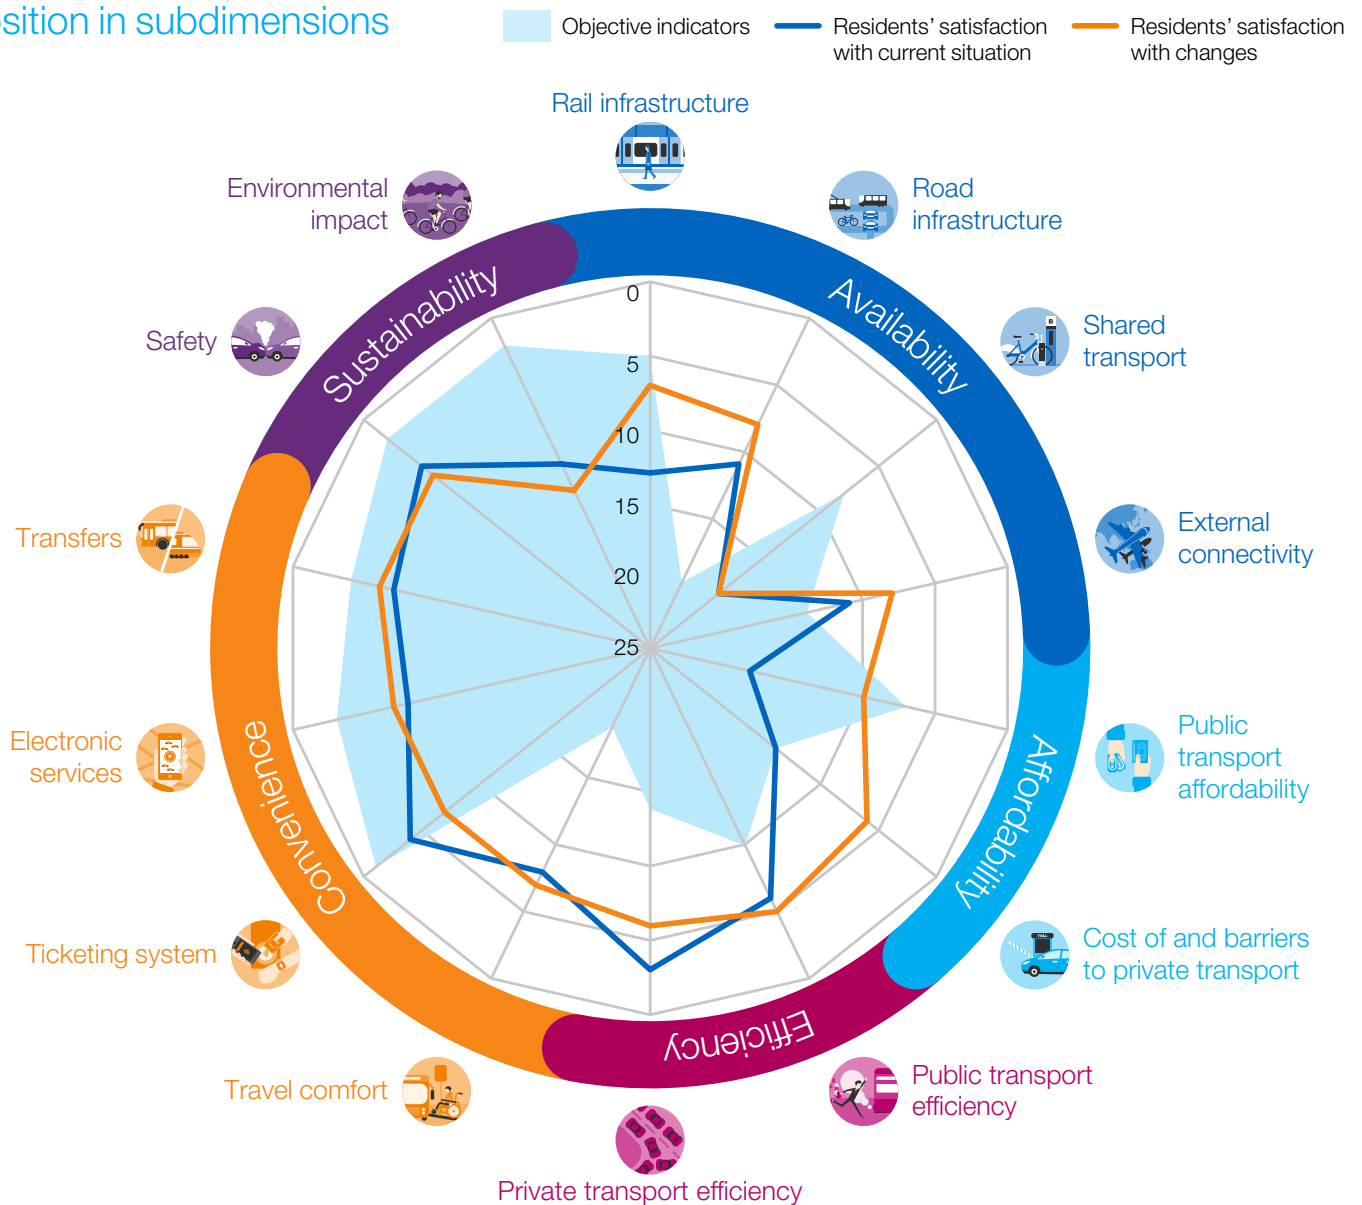 sition in subdimensions
Objective indicators
Residents’ satisfaction
with current situation
Residents’ satisfaction
with changes
Rail infrastructure
Environmental
impact
Road
infrastructure
Safety
Shared
transport
Sustainability
Availability
0
5
10
15
20
25
Transfers
External
connectivity
Electronic
services
Public
transport
affordability
Convenience
Affordability
Ticketing system
TOLL
Cost of and barriers
to private transport
Efficiency
Travel comfort
Public transport
efficiency
Private transport efficiency